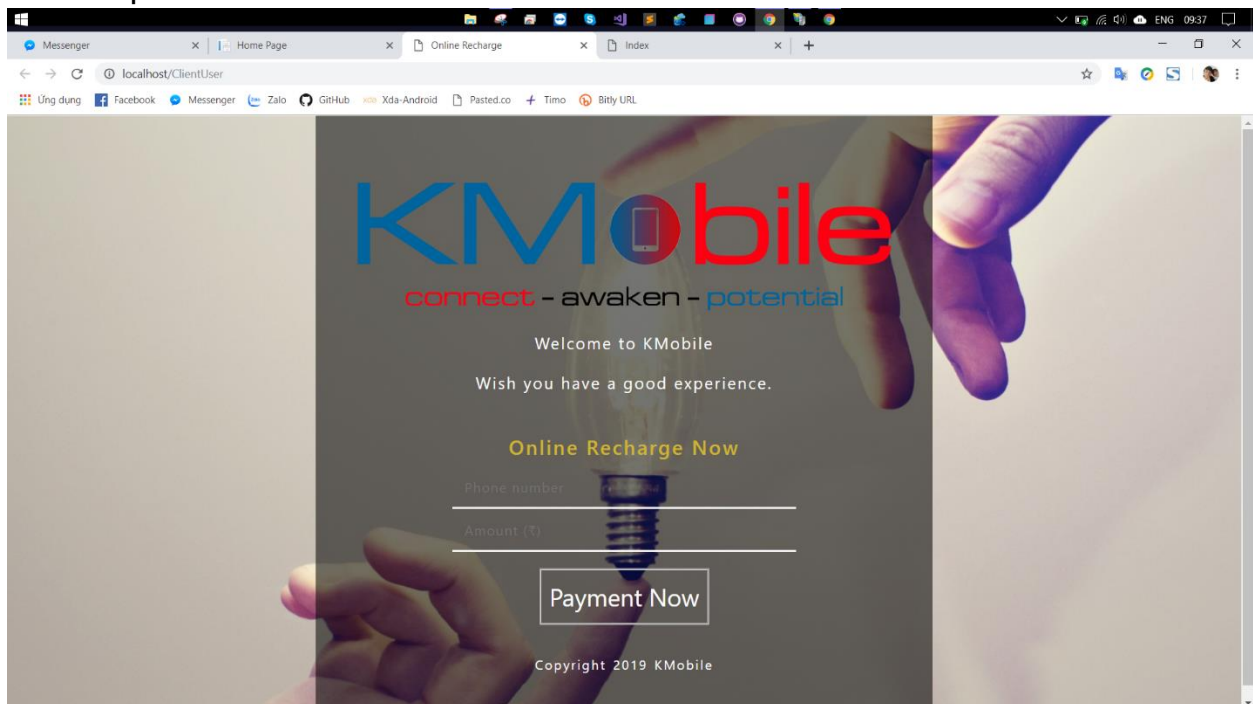 ENG 09:37
Messenger
Home Page
Online Recharge
Index
localhost/ClientUser
Ứng dụng Facebook Messenger Zalo GitHub Xda-Android Pasted.co Timo Bitly URL
KMobile
connect - awaken - potential
Welcome to KMobile
Wish you have a good experience.
Online Recharge Now
Phone number
Amount (₹)
Payment Now
Copyright 2019 KMobile